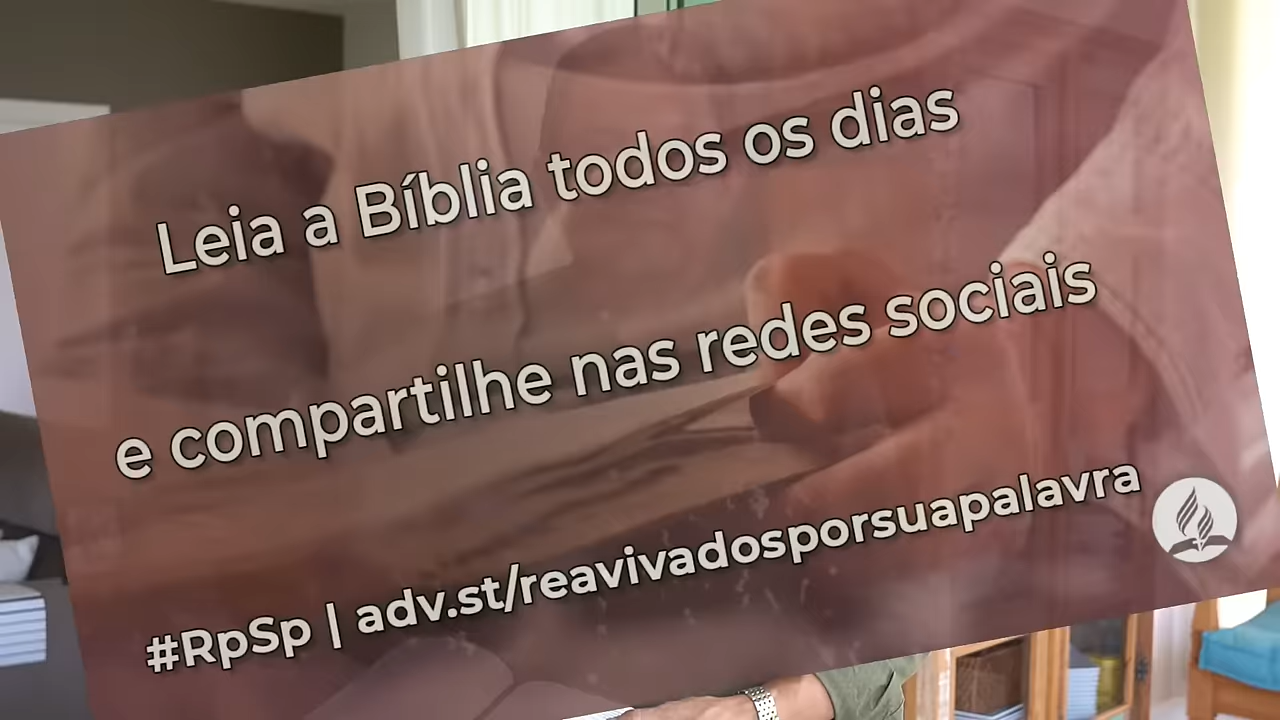 Leia a Bíblia todos os dias
e compartilhe nas redes sociais
#RpSp | adv.st/reavivadosporsuapalavra